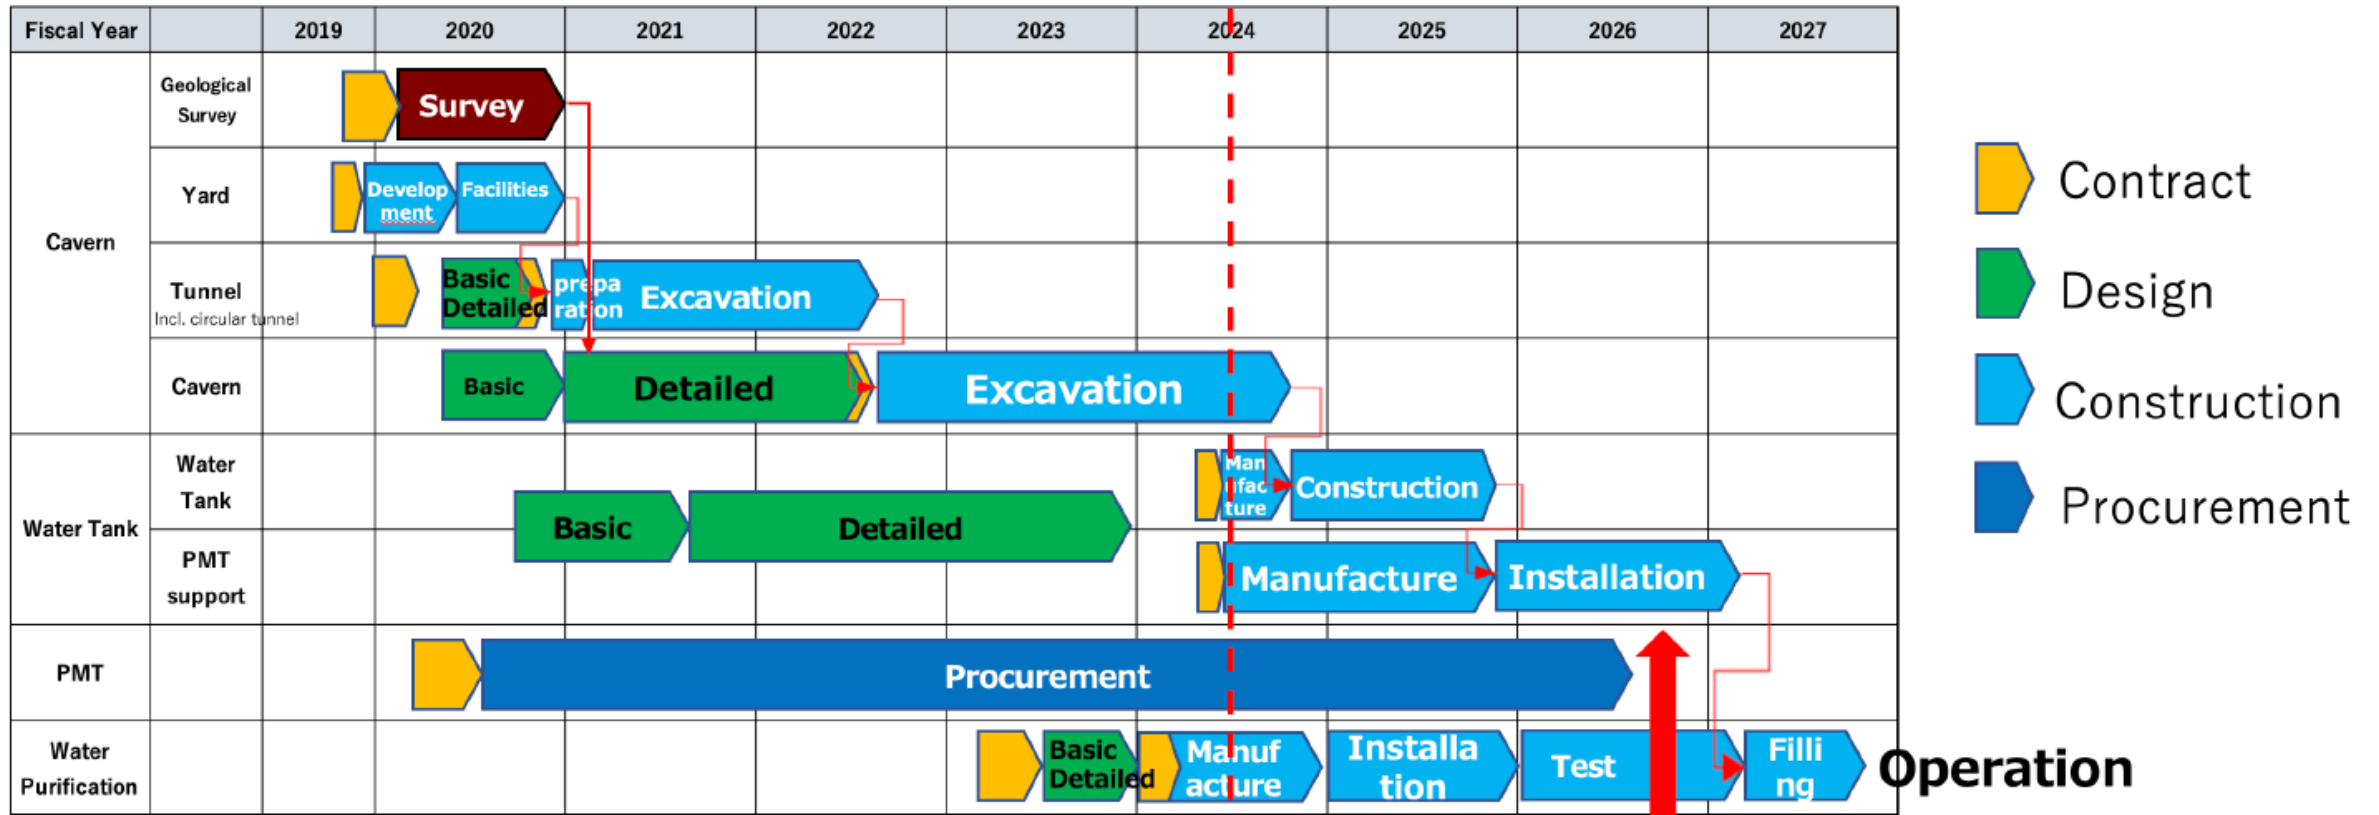 Fiscal Year 2019 2020 2021 2022 2023 2024 2025 2026 2027
Cavern
Geological
Survey
Survey
Yard
Develop
ment
Facilities
Tunnel
Incl. circular tunnel
Basic
Detailed
prepa
ration
Excavation
Cavern
Basic
Detailed
Excavation
Water Tank
Water
Tank
Basic
Detailed
Man
ufac
ture
Construction
PMT
support
Manufacture
Installation
PMT
Procurement
Water
Purification
Basic
Detailed
Manuf
acture
Installa
tion
Test
Filli
ng
Operation
Contract
Design
Construction
Procurement